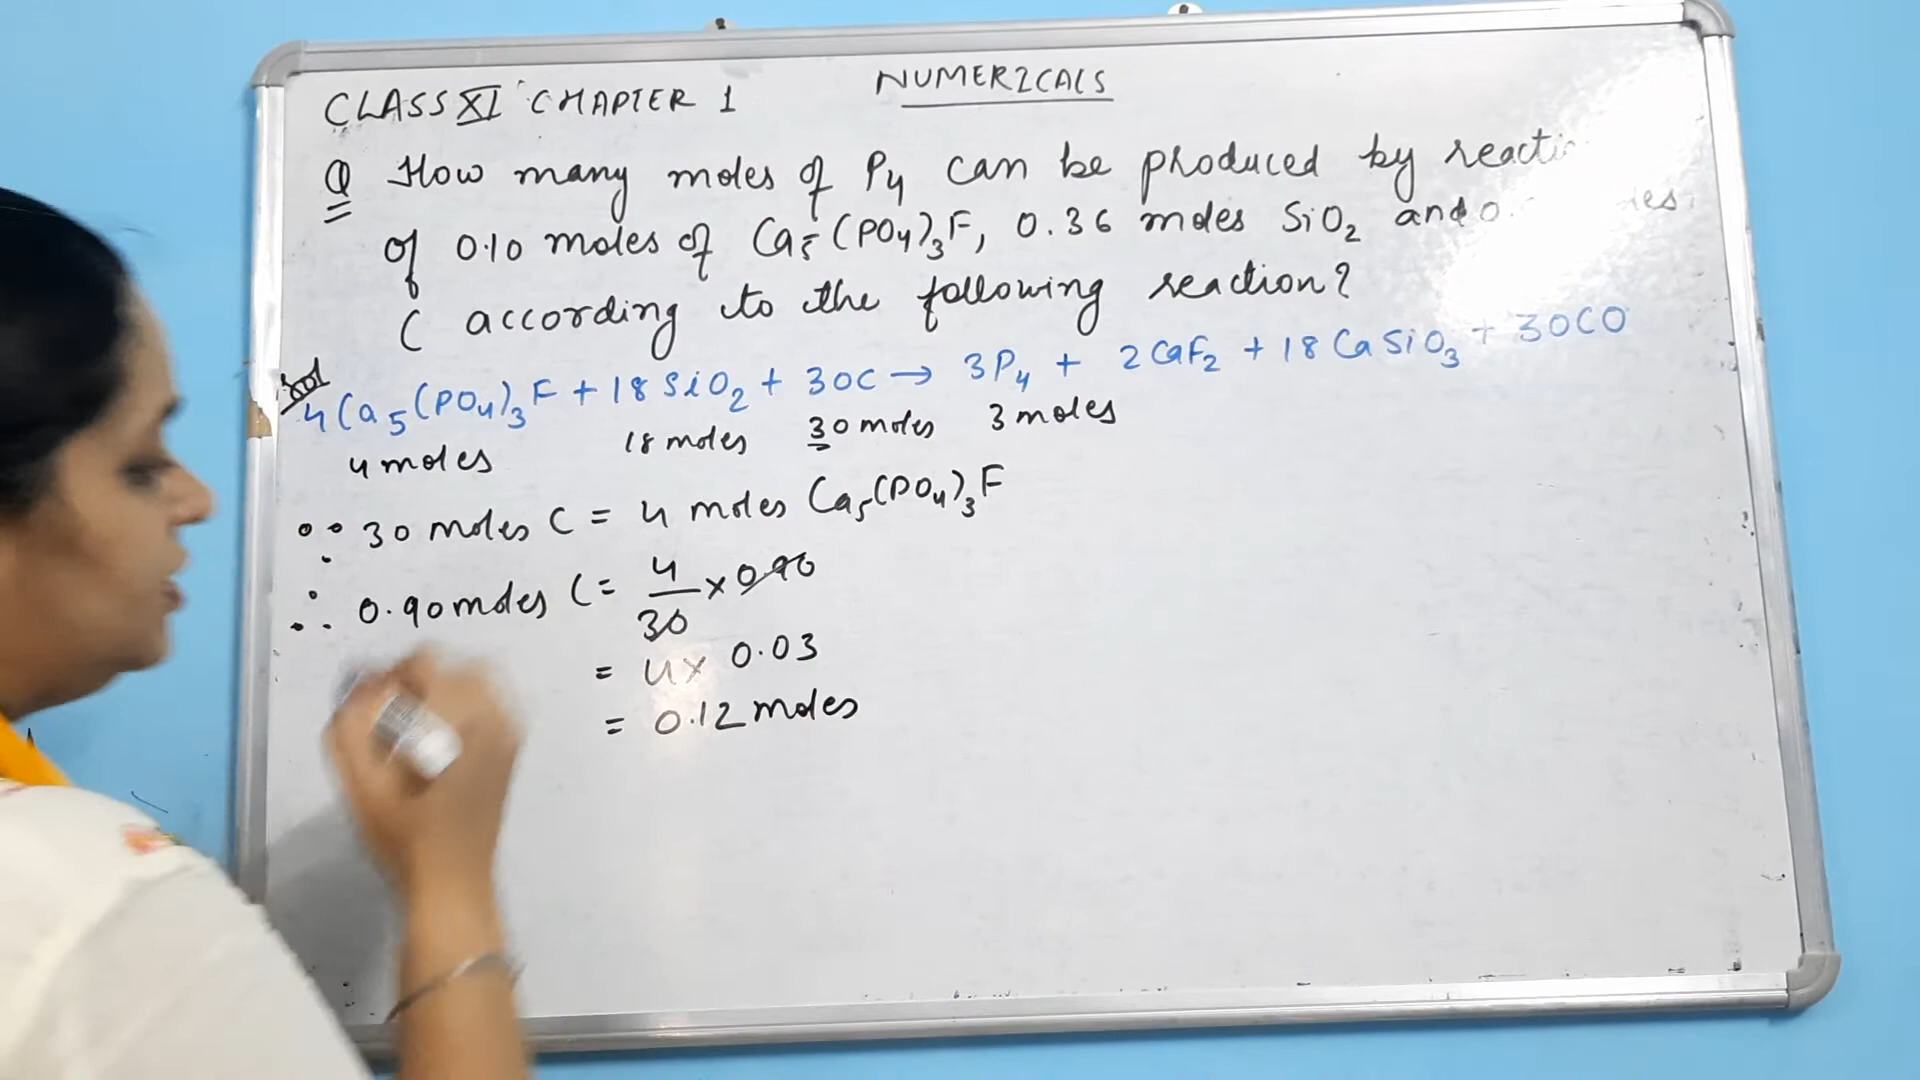 CLASS XI CHAPTER 1
NUMERICALS
Q How many moles of P4 can be produced by
of 0.10 moles of Ca5(PO4)3F, 0.36 moles SiO2 and
C according to the following reaction?
Sol
4Ca5(PO4)3F + 18SiO2 + 30C → 3P4 + 2CaF2 + 18CaSiO3 + 30CO
4 moles 18 moles 30 moles 3 moles
∵ 30 moles C = 4 moles Ca5(PO4)3F
∴ 0.90 moles C = 4/30 × 0.90
= 4 × 0.03
= 0.12 moles